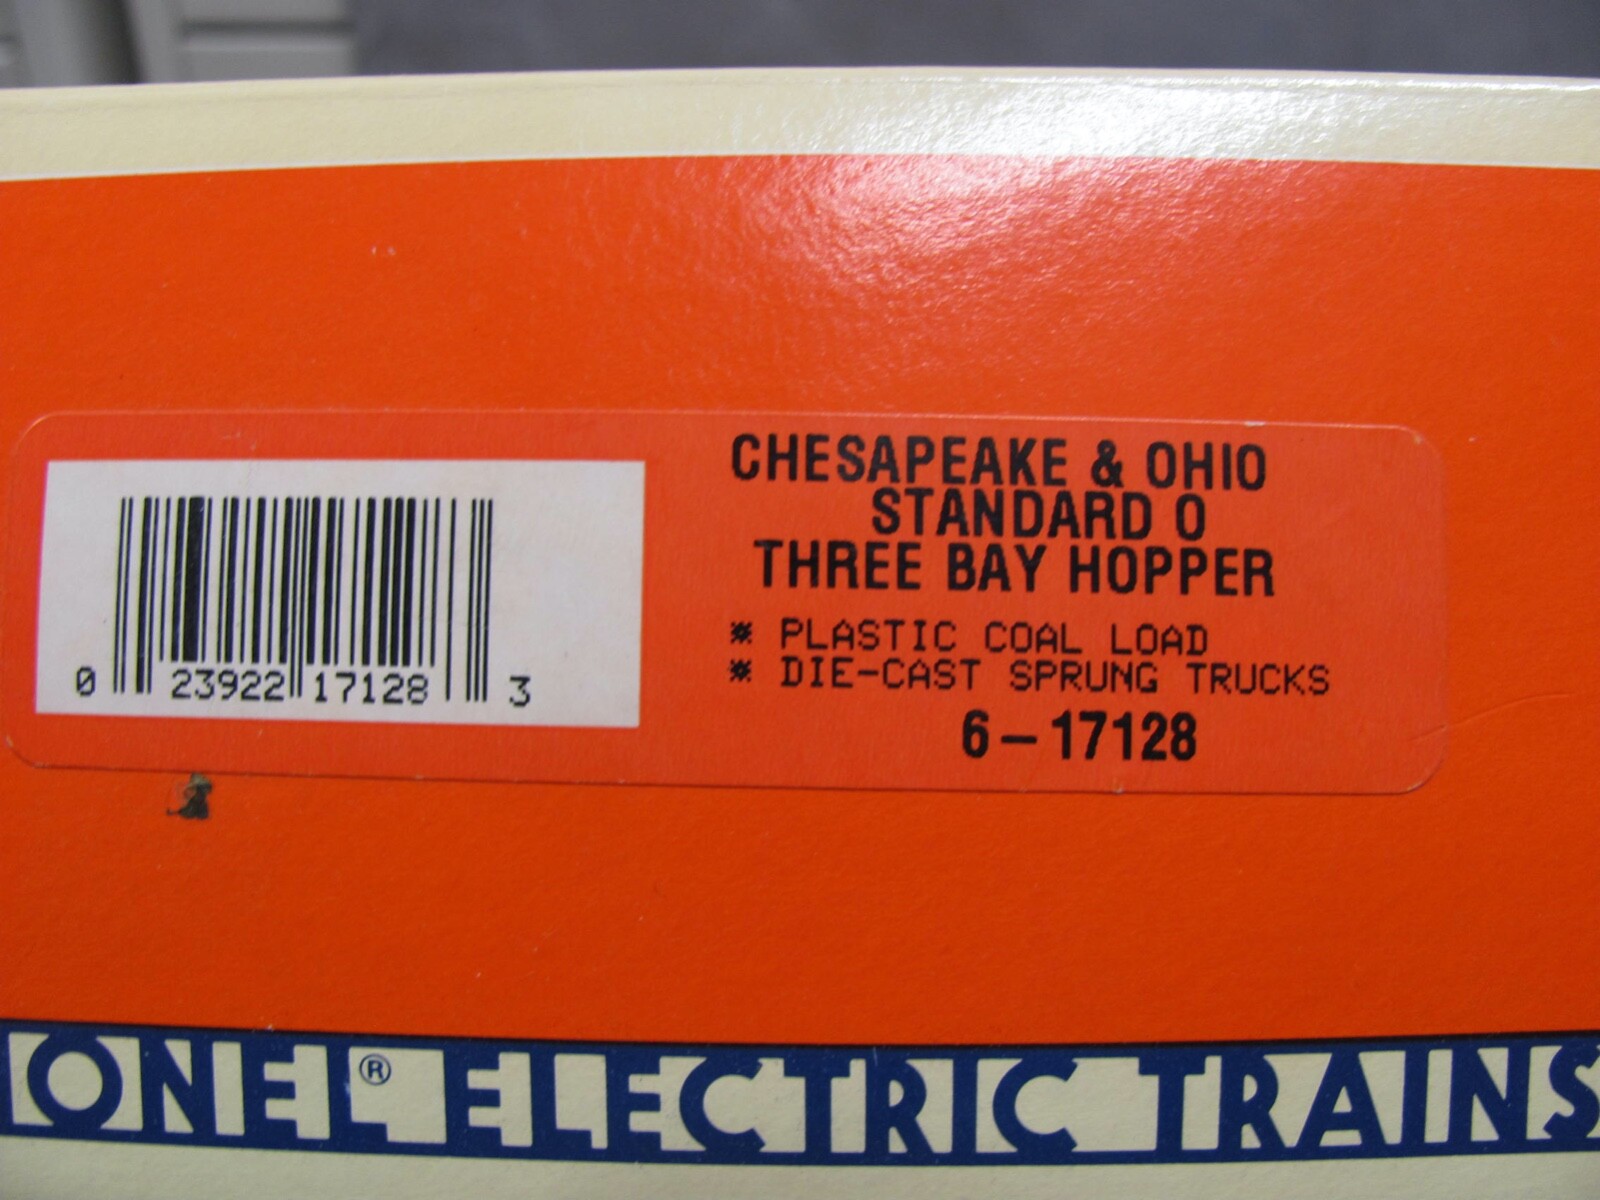 CHESAPEAKE & OHIO
STANDARD O
THREE BAY HOPPER
* PLASTIC COAL LOAD
* DIE-CAST SPRUNG TRUCKS
6-17128
0 23922 17128 3
IONEL® ELECTRIC TRAINS